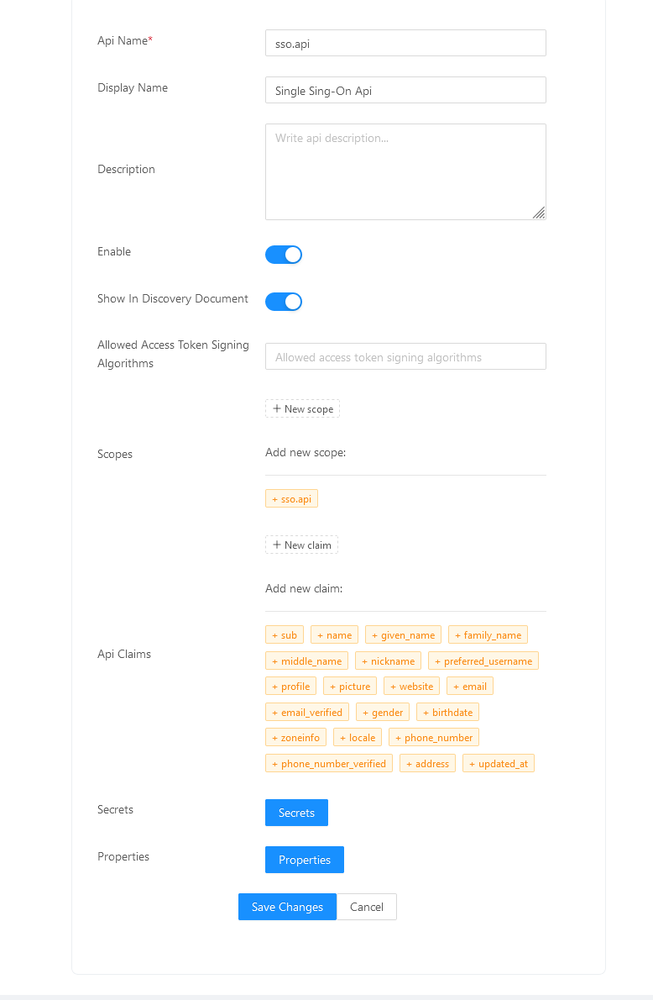 Api Name*
sso.api
Display Name
Single Sing-On Api
Description
Write api description...
Enable
Show In Discovery Document
Allowed Access Token Signing
Algorithms
Allowed access token signing algorithms
Scopes
+ New scope
Add new scope:
+ sso.api
Api Claims
+ New claim
Add new claim:
+ sub + name + given_name + family_name
+ middle_name + nickname + preferred_username
+ profile + picture + website + email
+ email_verified + gender + birthdate
+ zoneinfo + locale + phone_number
+ phone_number_verified + address + updated_at
Secrets
Secrets
Properties
Properties
Save Changes Cancel